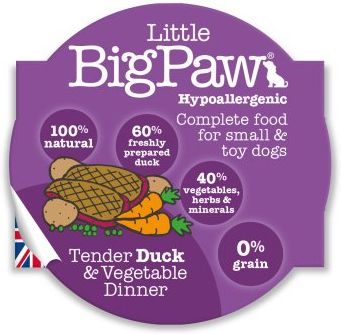 Little
BigPaw®
Hypoallergenic
Complete food
for small &
toy dogs
100%
natural
60%
freshly
prepared
duck
40%
vegetables,
herbs &
minerals
0%
grain
Tender Duck
& Vegetable
Dinner